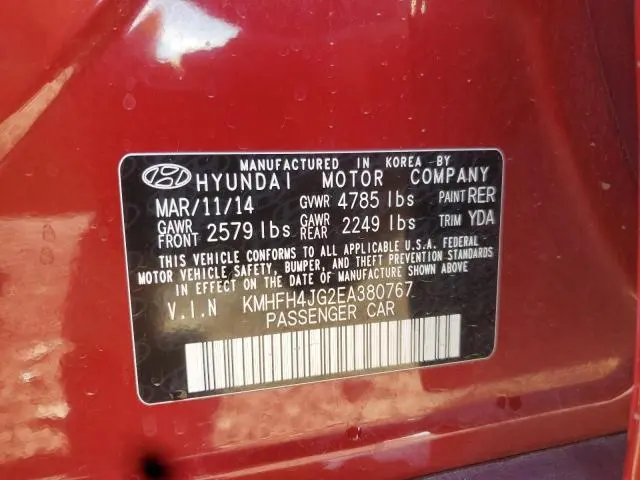 MANUFACTURED IN KOREA BY
HYUNDAI MOTOR COMPANY
MAR/11/14 GVWR 4785 lbs PAINT RER
GAWR FRONT 2579 lbs GAWR REAR 2249 lbs TRIM YDA
THIS VEHICLE CONFORMS TO ALL APPLICABLE U.S.A. FEDERAL
MOTOR VEHICLE SAFETY, BUMPER, AND THEFT PREVENTION STANDARDS
IN EFFECT ON THE DATE OF MANUFACTURE SHOWN ABOVE.
V.I.N KMHFH4JG2EA380767
PASSENGER CAR